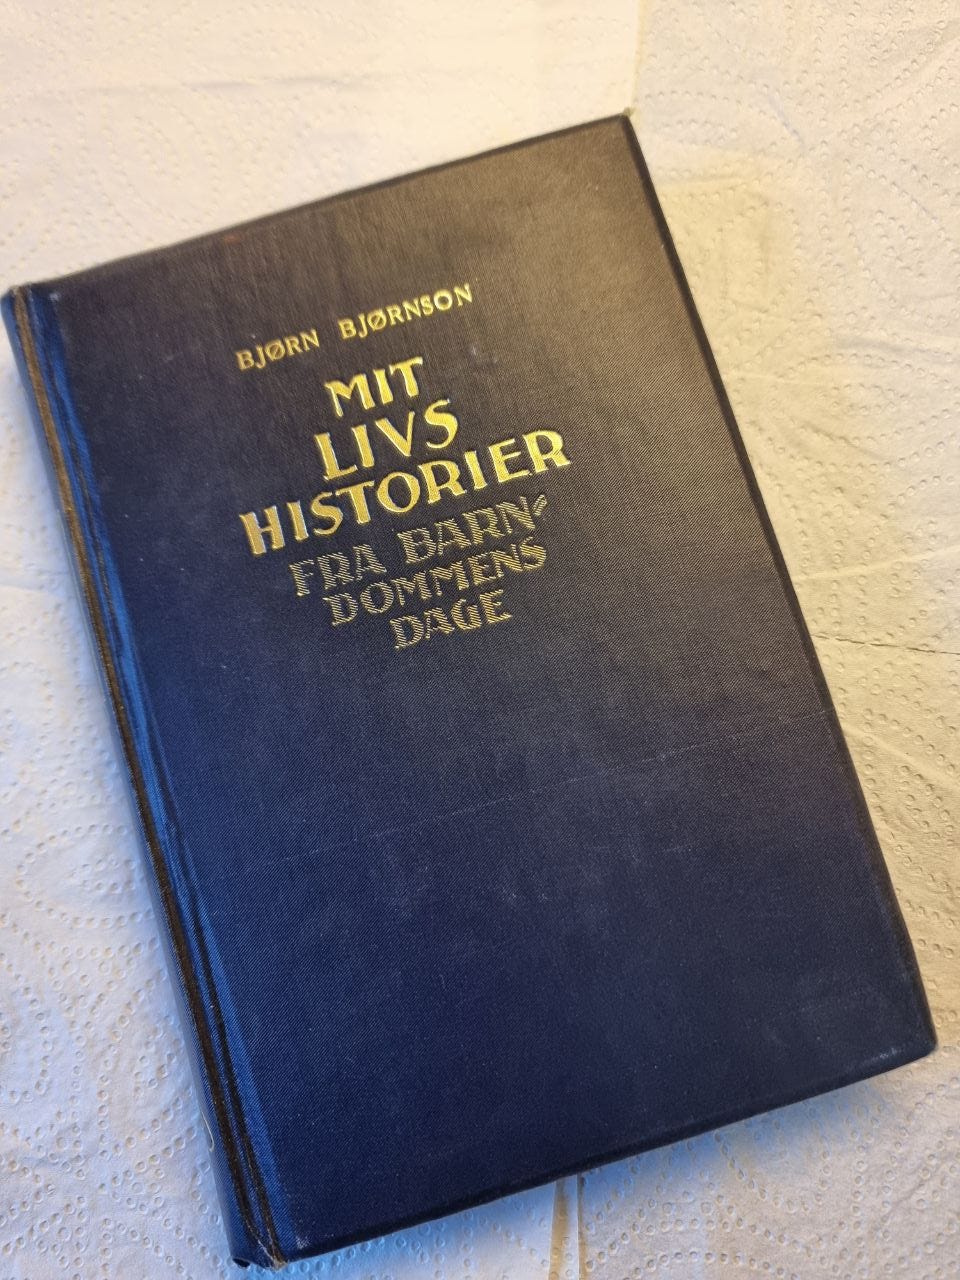 BJØRN BJØRNSON
MIT
LIVS
HISTORIER
FRA BARN-
DOMMENS
DAGE